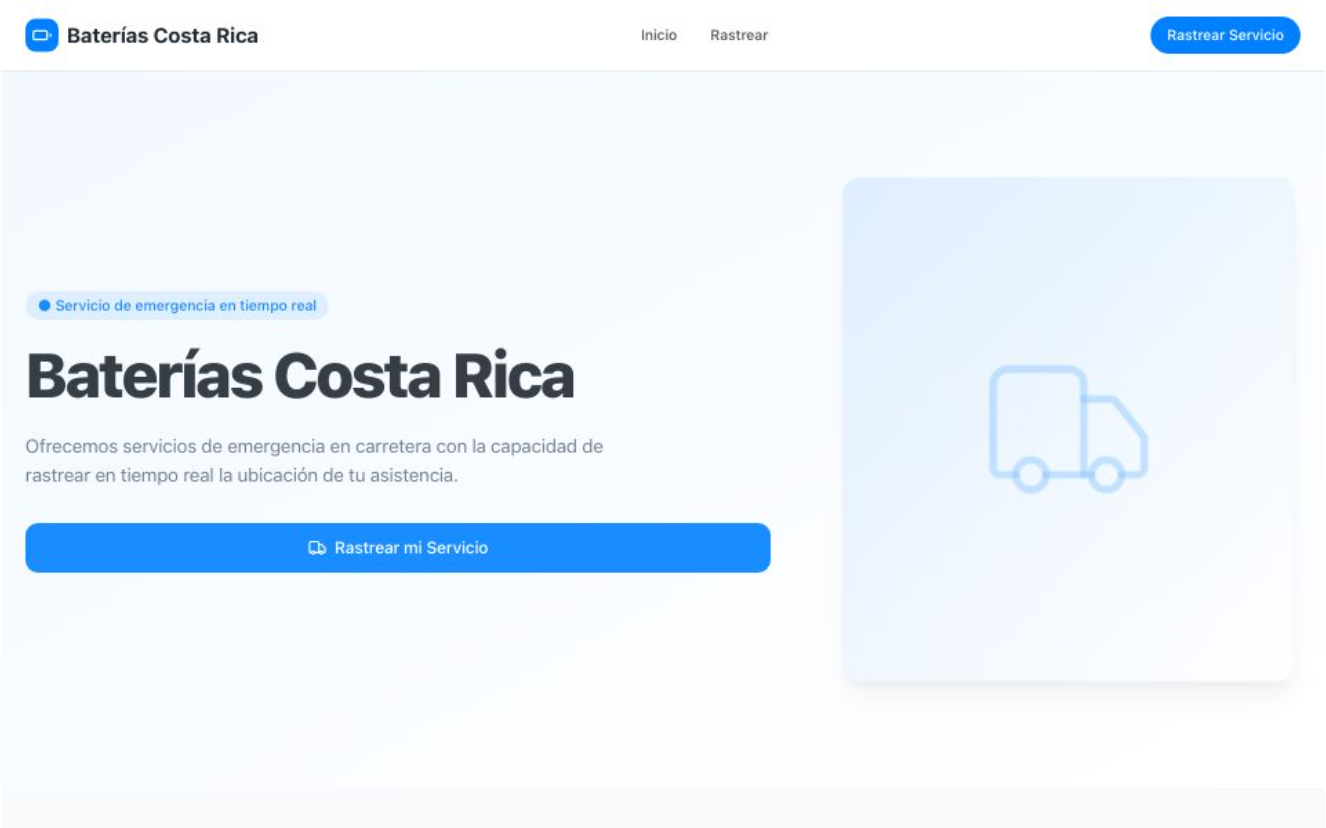 Baterías Costa Rica
Inicio
Rastrear
Rastrear Servicio
Servicio de emergencia en tiempo real
Baterías Costa Rica
Ofrecemos servicios de emergencia en carretera con la capacidad de
rastrear en tiempo real la ubicación de tu asistencia.
Rastrear mi Servicio